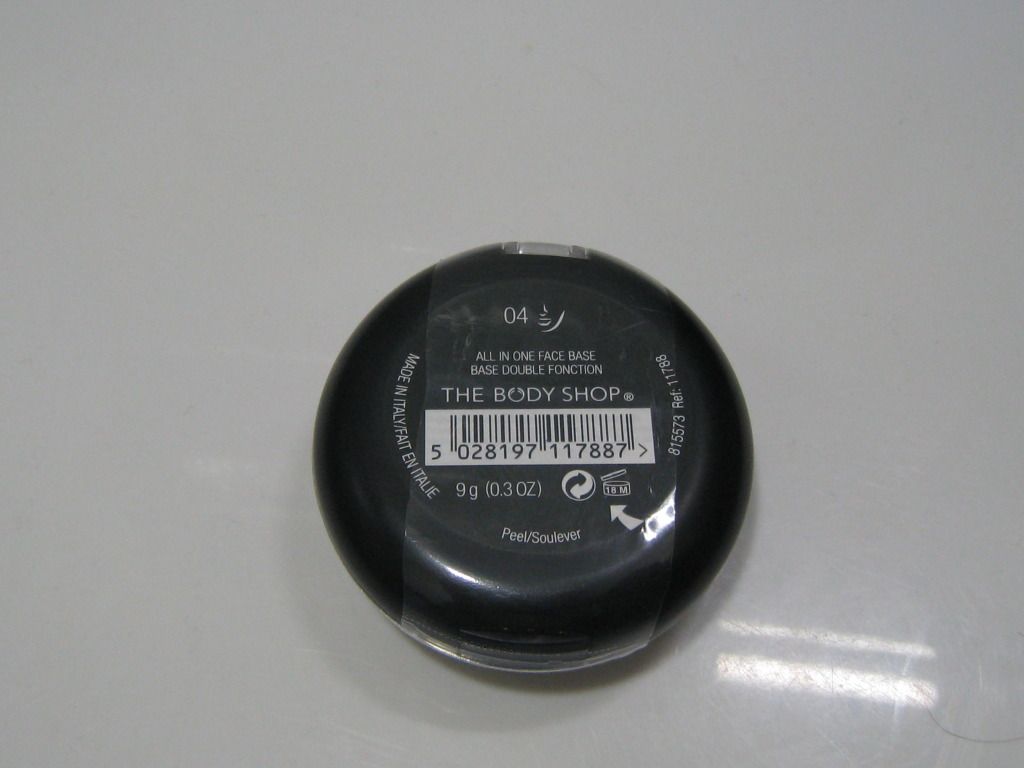 04
ALL IN ONE FACE BASE
BASE DOUBLE FONCTION
THE BODY SHOP®
5 028197 117887 >
9 g (0.3 OZ)
18 M
Peel/Soulever
MADE IN ITALY/FAIT EN ITALIE
815573 Ref: 11788